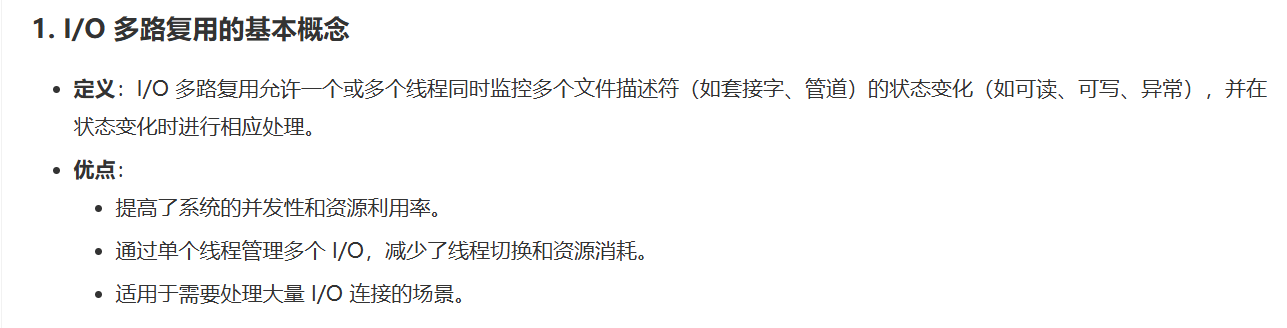 1. I/O 多路复用的基本概念
定义：I/O 多路复用允许一个或多个线程同时监控多个文件描述符（如套接字、管道）的状态变化（如可读、可写、异常），并在
状态变化时进行相应处理。
优点：
提高了系统的并发性和资源利用率。
通过单个线程管理多个 I/O，减少了线程切换和资源消耗。
适用于需要处理大量 I/O 连接的场景。